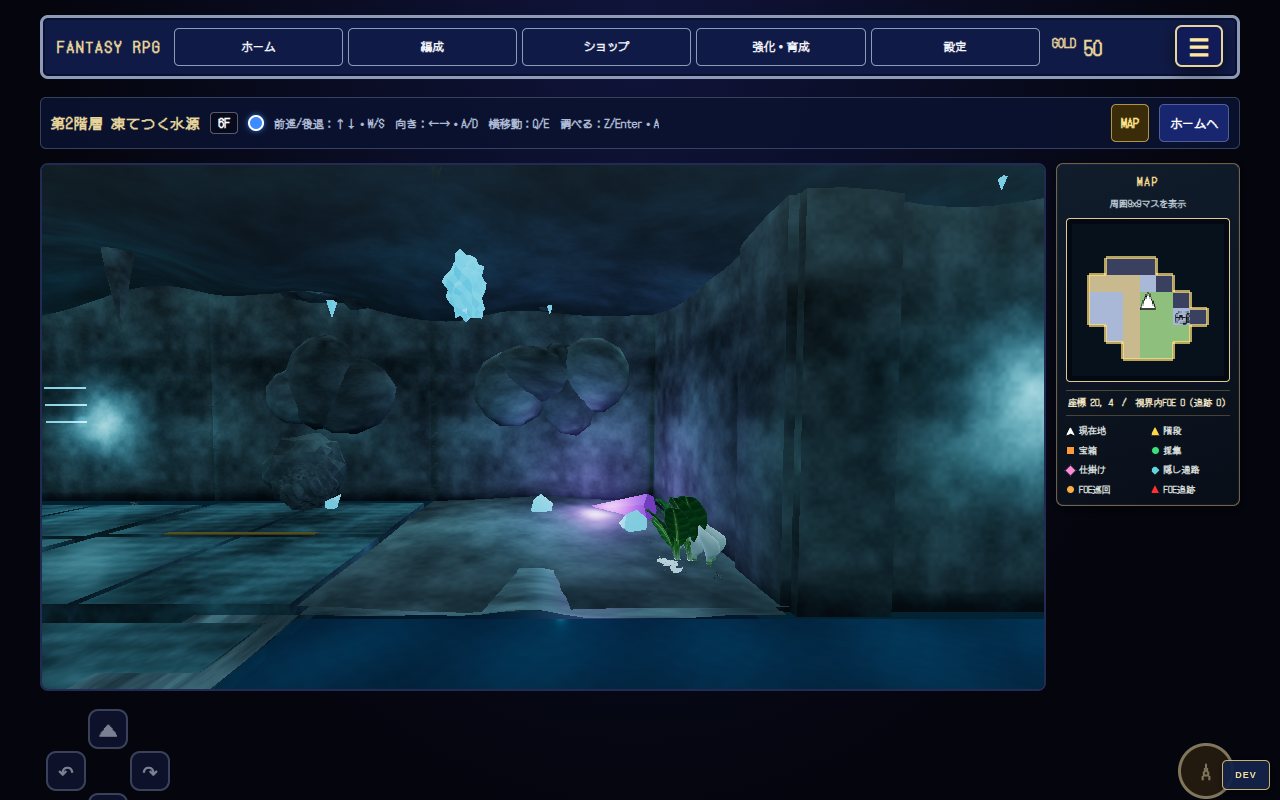 FANTASY RPG
ホーム
編成
ショップ
強化・育成
設定
GOLD 50
第2階層 凍てつく水源
6F
前進/後退：↑↓・W/S 向き：←→・A/D 横移動：Q/E 調べる：Z/Enter・A
MAP
ホームへ
MAP
周囲9x9マスを表示
座標 20, 4 / 視界内FOE 0 (追跡 0)
現在地
階段
宝箱
採集
仕掛け
隠し通路
FOE巡回
FOE追跡
A
DEV